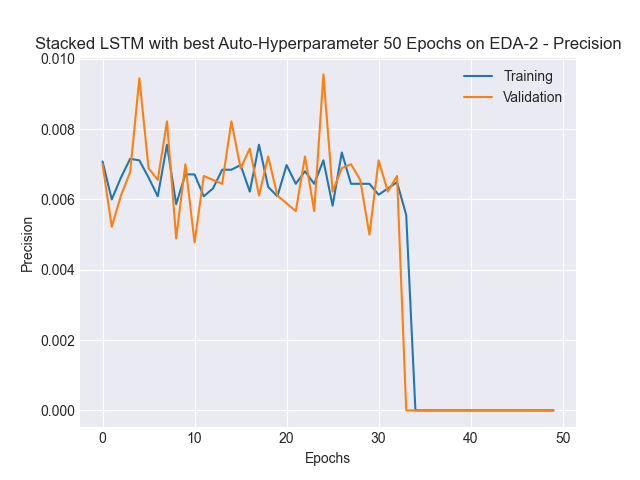 Stacked LSTM with best Auto-Hyperparameter 50 Epochs on EDA-2 - Precision
0.010
0.008
0.006
0.004
0.002
0.000
Precision
Training
Validation
0
10
20
30
40
50
Epochs